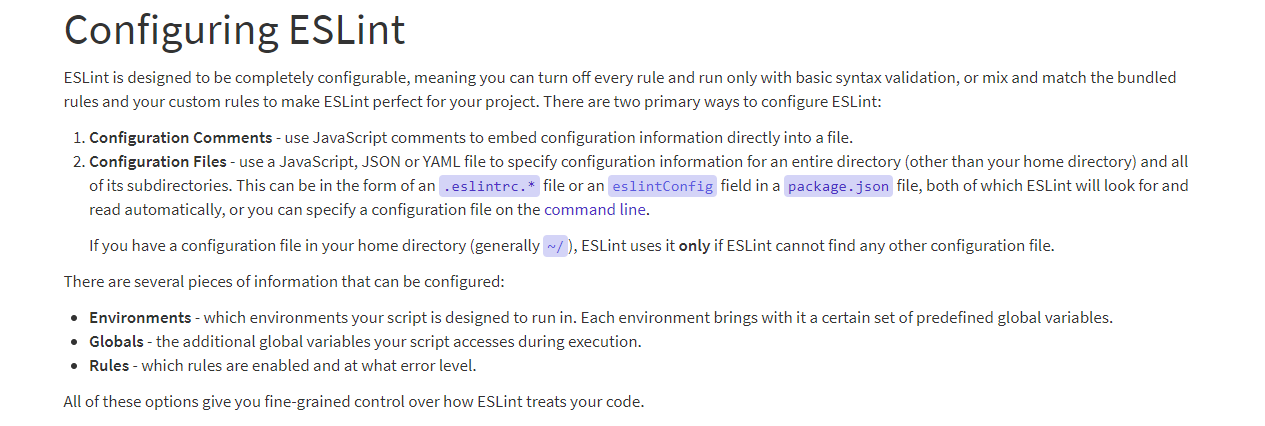 Configuring ESLint
ESLint is designed to be completely configurable, meaning you can turn off every rule and run only with basic syntax validation, or mix and match the bundled
rules and your custom rules to make ESLint perfect for your project. There are two primary ways to configure ESLint:
1. Configuration Comments - use JavaScript comments to embed configuration information directly into a file.
2. Configuration Files - use a JavaScript, JSON or YAML file to specify configuration information for an entire directory (other than your home directory) and all
of its subdirectories. This can be in the form of an .eslintrc.* file or an eslintConfig field in a package.json file, both of which ESLint will look for and
read automatically, or you can specify a configuration file on the command line.
If you have a configuration file in your home directory (generally ~/), ESLint uses it only if ESLint cannot find any other configuration file.
There are several pieces of information that can be configured:
• Environments - which environments your script is designed to run in. Each environment brings with it a certain set of predefined global variables.
• Globals - the additional global variables your script accesses during execution.
• Rules - which rules are enabled and at what error level.
All of these options give you fine-grained control over how ESLint treats your code.